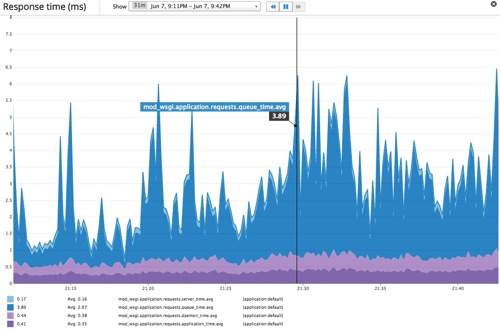 Response time (ms)
Show 31m Jun 7, 9:11PM – Jun 7, 9:42PM
8
7.5
7
6.5
6
5.5
5
4.5
4
3.5
3
2.5
2
1.5
1
0.5
0
mod_wsgi.application.requests.queue_time.avg
3.89
21:15 21:20 21:25 21:30 21:35 21:40
0.17 Avg: 0.16 mod_wsgi.application.requests.server_time.avg (application:default)
3.89 Avg: 2.07 mod_wsgi.application.requests.queue_time.avg (application:default)
0.44 Avg: 0.38 mod_wsgi.application.requests.daemon_time.avg (application:default)
0.41 Avg: 0.35 mod_wsgi.application.requests.application_time.avg (application:default)